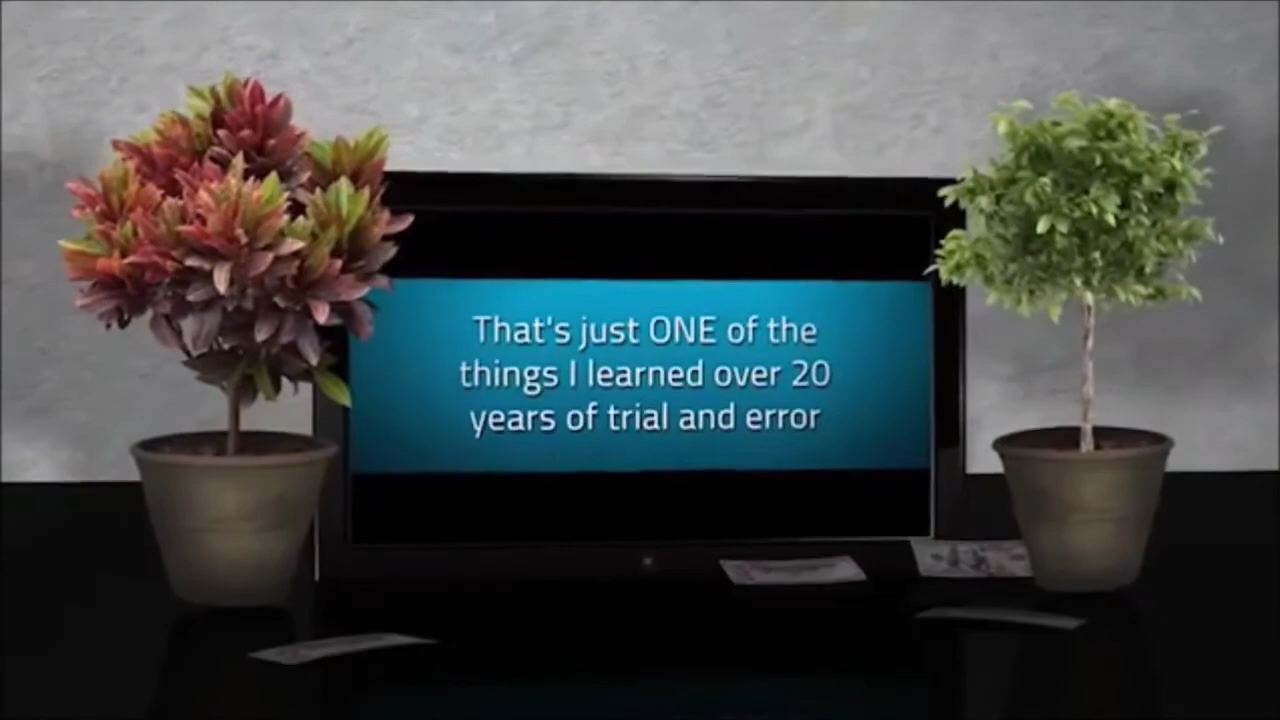 That's just ONE of the
things I learned over 20
years of trial and error